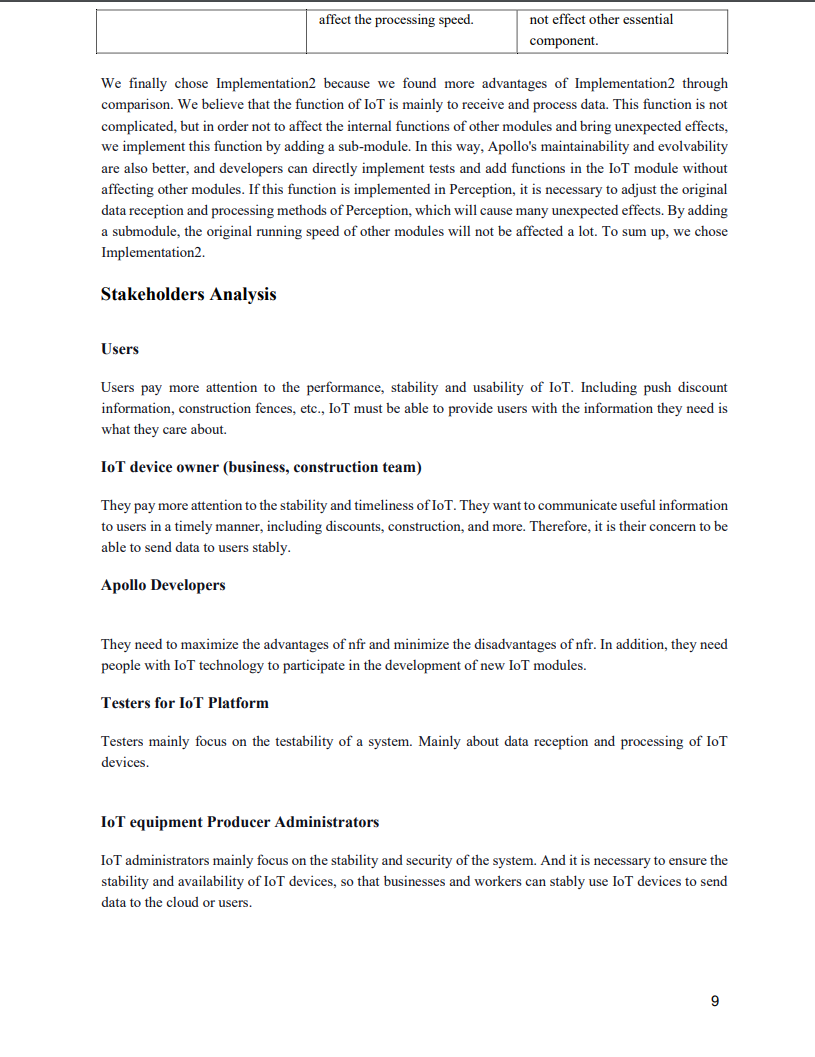 affect the processing speed.
not effect other essential
component.
We finally chose Implementation2 because we found more advantages of Implementation2 through
comparison. We believe that the function of IoT is mainly to receive and process data. This function is not
complicated, but in order not to affect the internal functions of other modules and bring unexpected effects,
we implement this function by adding a sub-module. In this way, Apollo's maintainability and evolvability
are also better, and developers can directly implement tests and add functions in the IoT module without
affecting other modules. If this function is implemented in Perception, it is necessary to adjust the original
data reception and processing methods of Perception, which will cause many unexpected effects. By adding
a submodule, the original running speed of other modules will not be affected a lot. To sum up, we chose
Implementation2.
Stakeholders Analysis
Users
Users pay more attention to the performance, stability and usability of IoT. Including push discount
information, construction fences, etc., IoT must be able to provide users with the information they need is
what they care about.
IoT device owner (business, construction team)
They pay more attention to the stability and timeliness of IoT. They want to communicate useful information
to users in a timely manner, including discounts, construction, and more. Therefore, it is their concern to be
able to send data to users stably.
Apollo Developers
They need to maximize the advantages of nfr and minimize the disadvantages of nfr. In addition, they need
people with IoT technology to participate in the development of new IoT modules.
Testers for IoT Platform
Testers mainly focus on the testability of a system. Mainly about data reception and processing of IoT
devices.
IoT equipment Producer Administrators
IoT administrators mainly focus on the stability and security of the system. And it is necessary to ensure the
stability and availability of IoT devices, so that businesses and workers can stably use IoT devices to send
data to the cloud or users.
9